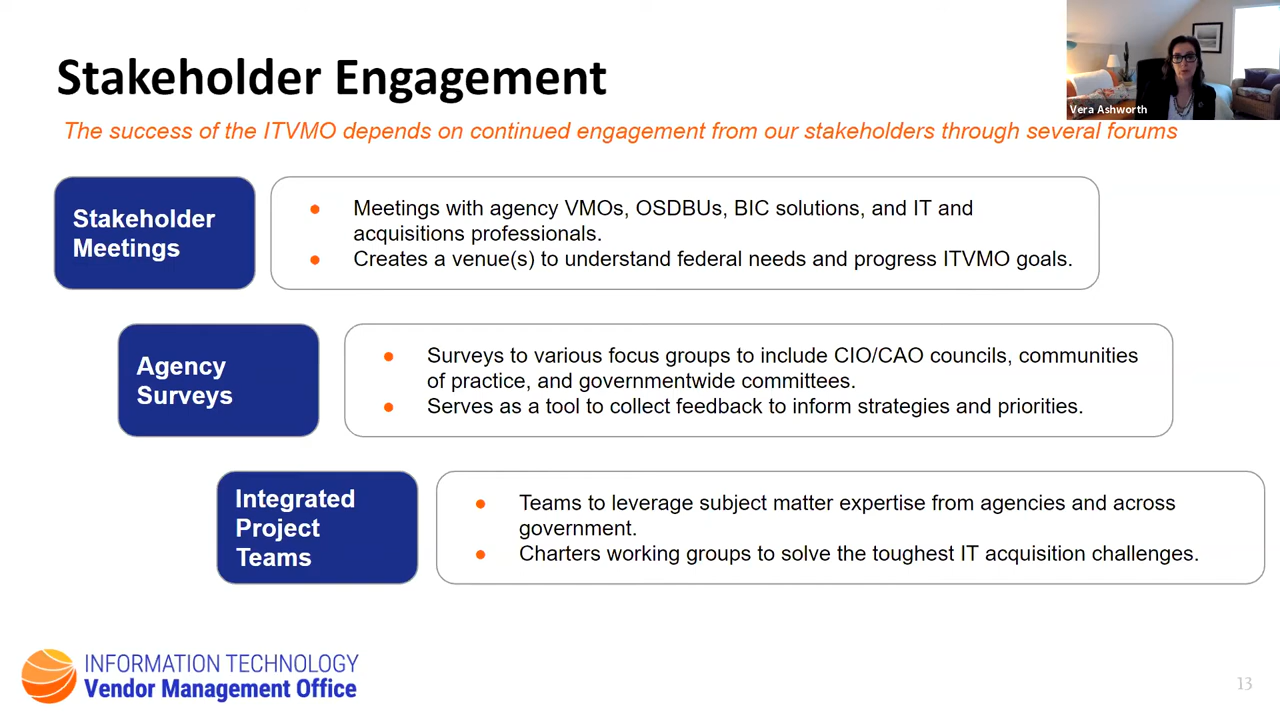 Stakeholder Engagement
Vera Ashworth
The success of the ITVMO depends on continued engagement from our stakeholders through several forums
Stakeholder
Meetings
● Meetings with agency VMOs, OSDBUs, BIC solutions, and IT and
acquisitions professionals.
● Creates a venue(s) to understand federal needs and progress ITVMO goals.
Agency
Surveys
● Surveys to various focus groups to include CIO/CAO councils, communities
of practice, and governmentwide committees.
● Serves as a tool to collect feedback to inform strategies and priorities.
Integrated
Project
Teams
● Teams to leverage subject matter expertise from agencies and across
government.
● Charters working groups to solve the toughest IT acquisition challenges.
INFORMATION TECHNOLOGY
Vendor Management Office
13